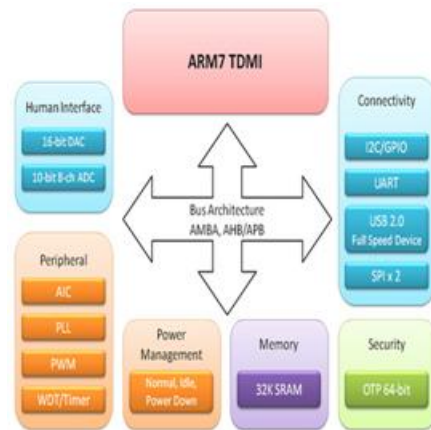 ARM7 TDMI
Human Interface
16-bit DAC
10-bit 8-ch ADC
Connectivity
I2C/GPIO
UART
USB 2.0
Full Speed Device
SPI x 2
Bus Architecture
AMBA, AHB/APB
Peripheral
AIC
PLL
PWM
WDT/Timer
Power
Management
Normal, Idle,
Power Down
Memory
32K SRAM
Security
OTP 64-bit